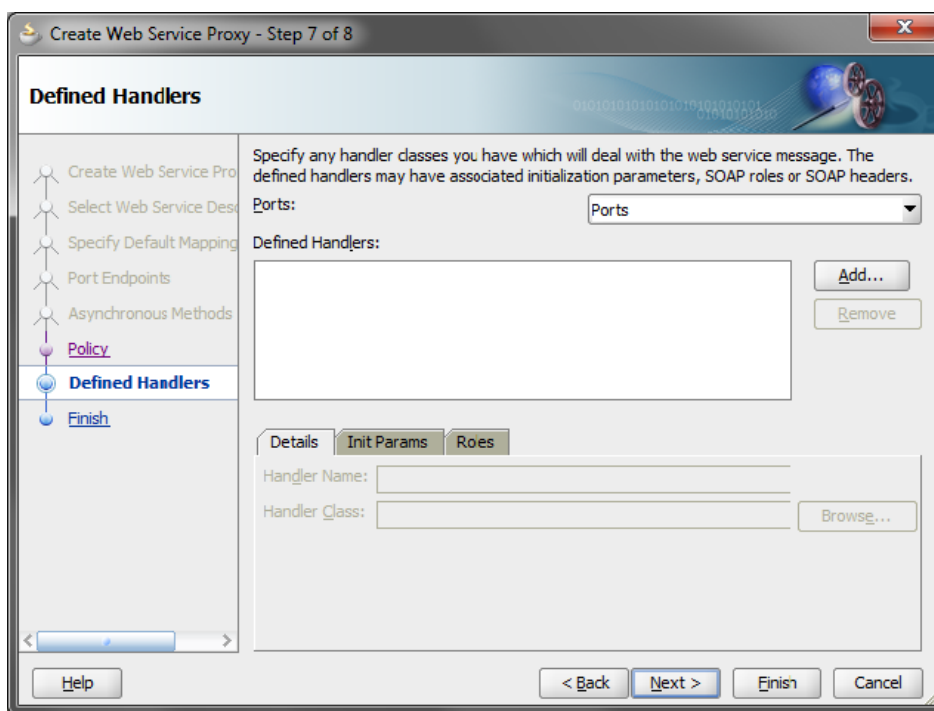 Create Web Service Proxy - Step 7 of 8
Defined Handlers
Create Web Service Pro
Select Web Service Desc
Specify Default Mapping
Port Endpoints
Asynchronous Methods
Policy
Defined Handlers
Finish
Specify any handler classes you have which will deal with the web service message. The
defined handlers may have associated initialization parameters, SOAP roles or SOAP headers.
Ports:
Ports
Defined Handlers:
Add...
Remove
Details
Init Params
Roles
Handler Name:
Handler Class:
Browse...
Help
< Back
Next >
Finish
Cancel